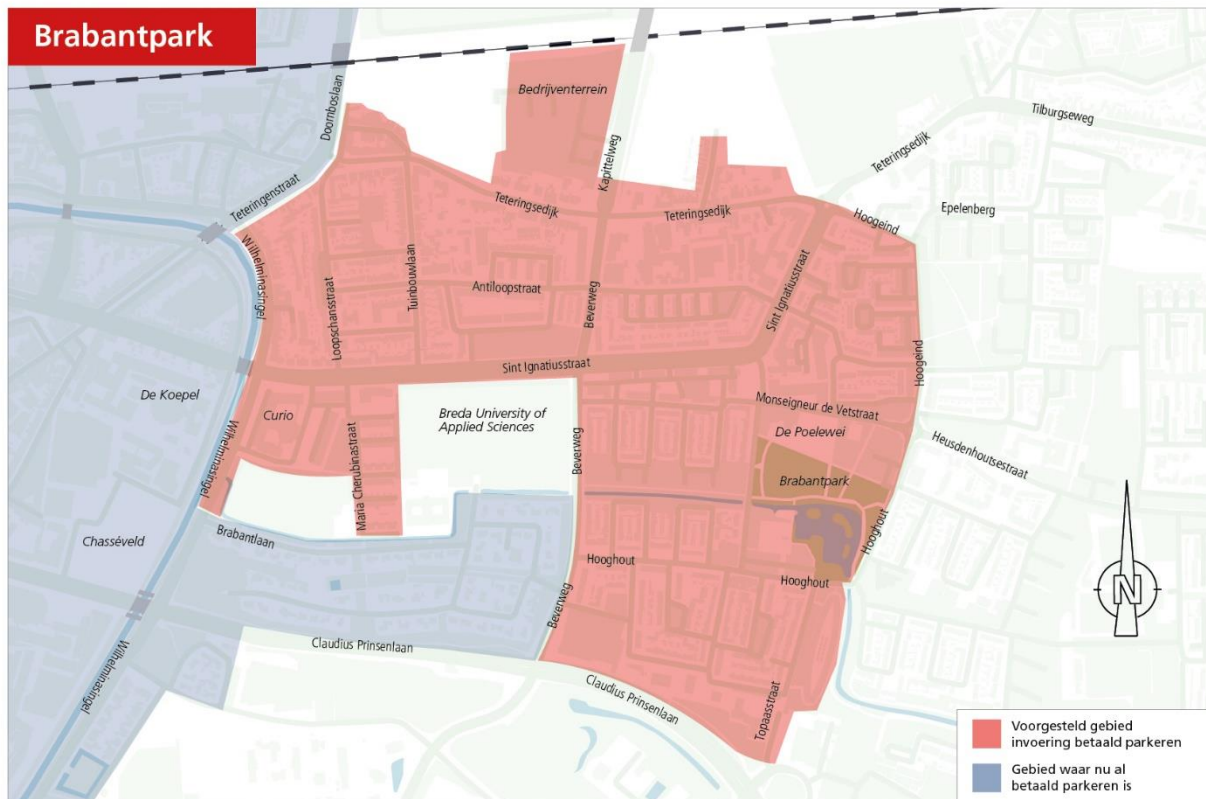 Brabantpark
Bedrijventerrein
Doornboslaan
Tilburgseweg
Teteringsedijk
Kapittelweg
Teteringenstraat
Teteringsedijk
Teteringsedijk
Hoogeind
Epelenberg
Wilhelminasingel
Loopschansstraat
Tuinbouwlaan
Antiloopstraat
Beverweg
Sint Ignatiusstraat
Hoogeind
Sint Ignatiusstraat
De Koepel
Curio
Breda University of
Applied Sciences
Monseigneur de Vetstraat
De Poelewei
Wilhelminasingel
Maria Cherubinastraat
Beverweg
Heusdenhoutsestraat
Brabantpark
Chasséveld
Brabantlaan
Hooghout
Hooghout
Hooghout
Beverweg
N
Claudius Prinsenlaan
Wilhelminasingel
Claudius Prinsenlaan
Topaasstraat
Voorgesteld gebied
invoering betaald parkeren
Gebied waar nu al
betaald parkeren is